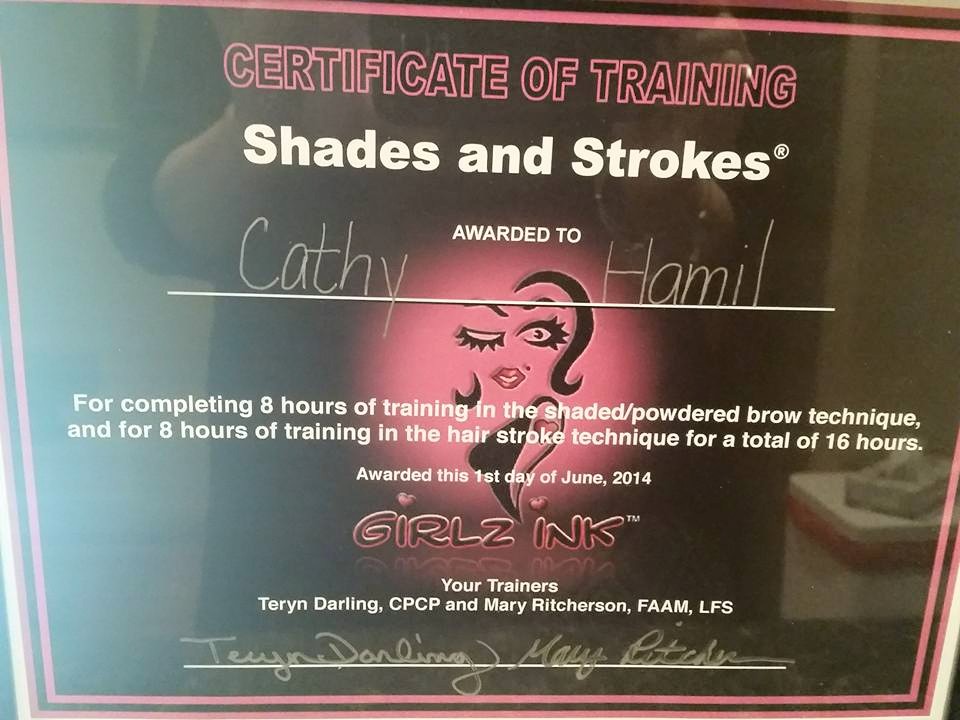 CERTIFICATE OF TRAINING
Shades and Strokes®
AWARDED TO
Cathy Hamil
For completing 8 hours of training in the shaded/powdered brow technique,
and for 8 hours of training in the hair stroke technique for a total of 16 hours.
Awarded this 1st day of June, 2014
GIRLZ INK™
Your Trainers
Teryn Darling, CPCP and Mary Ritcherson, FAAM, LFS
Teryn Darling Mary Ritcher